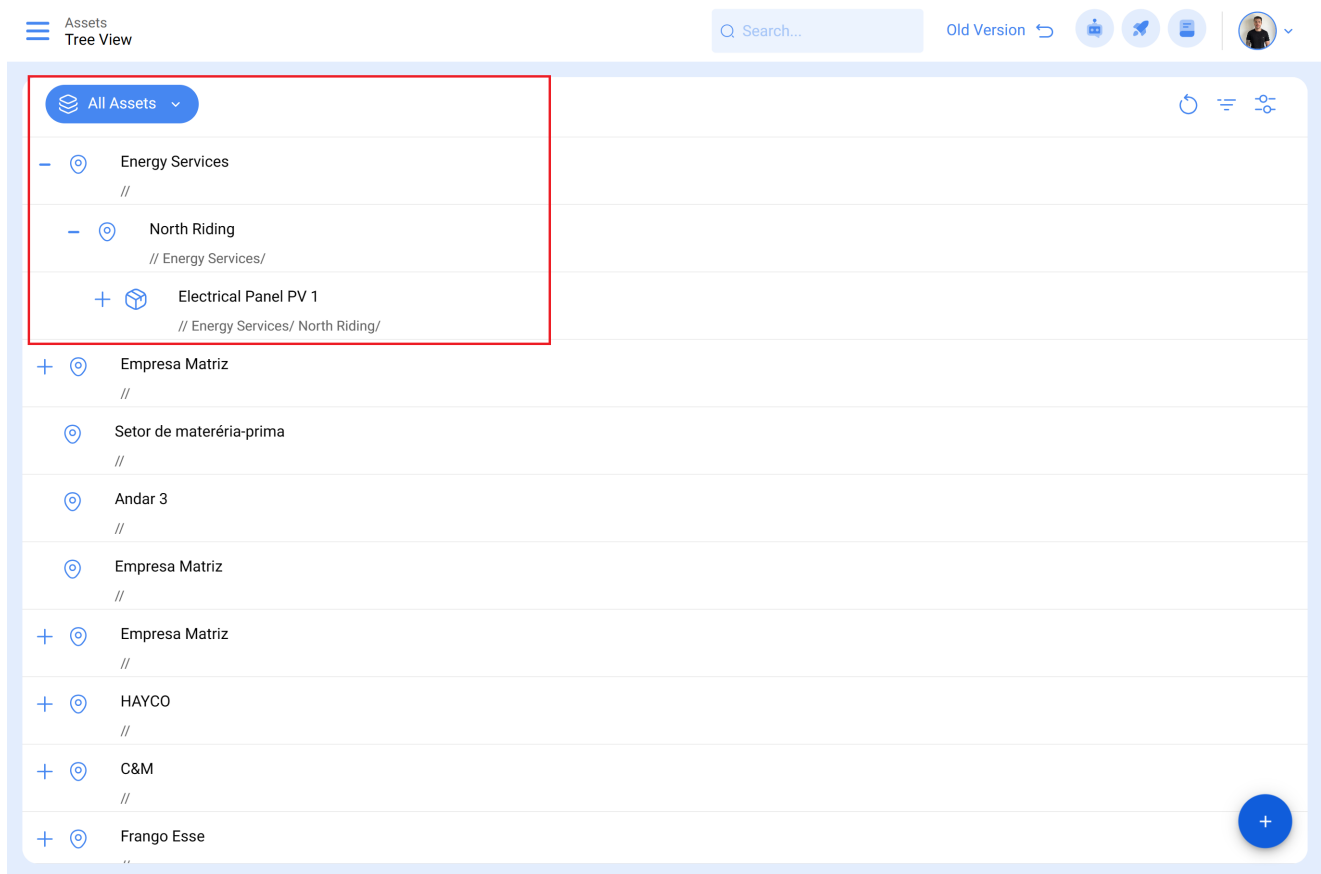 Assets
Tree View
Search...
Old Version
All Assets
Energy Services
//
North Riding
// Energy Services/
Electrical Panel PV 1
// Energy Services/ North Riding/
Empresa Matriz
//
Setor de materéria-prima
//
Andar 3
//
Empresa Matriz
//
Empresa Matriz
//
HAYCO
//
C&M
//
Frango Esse
//